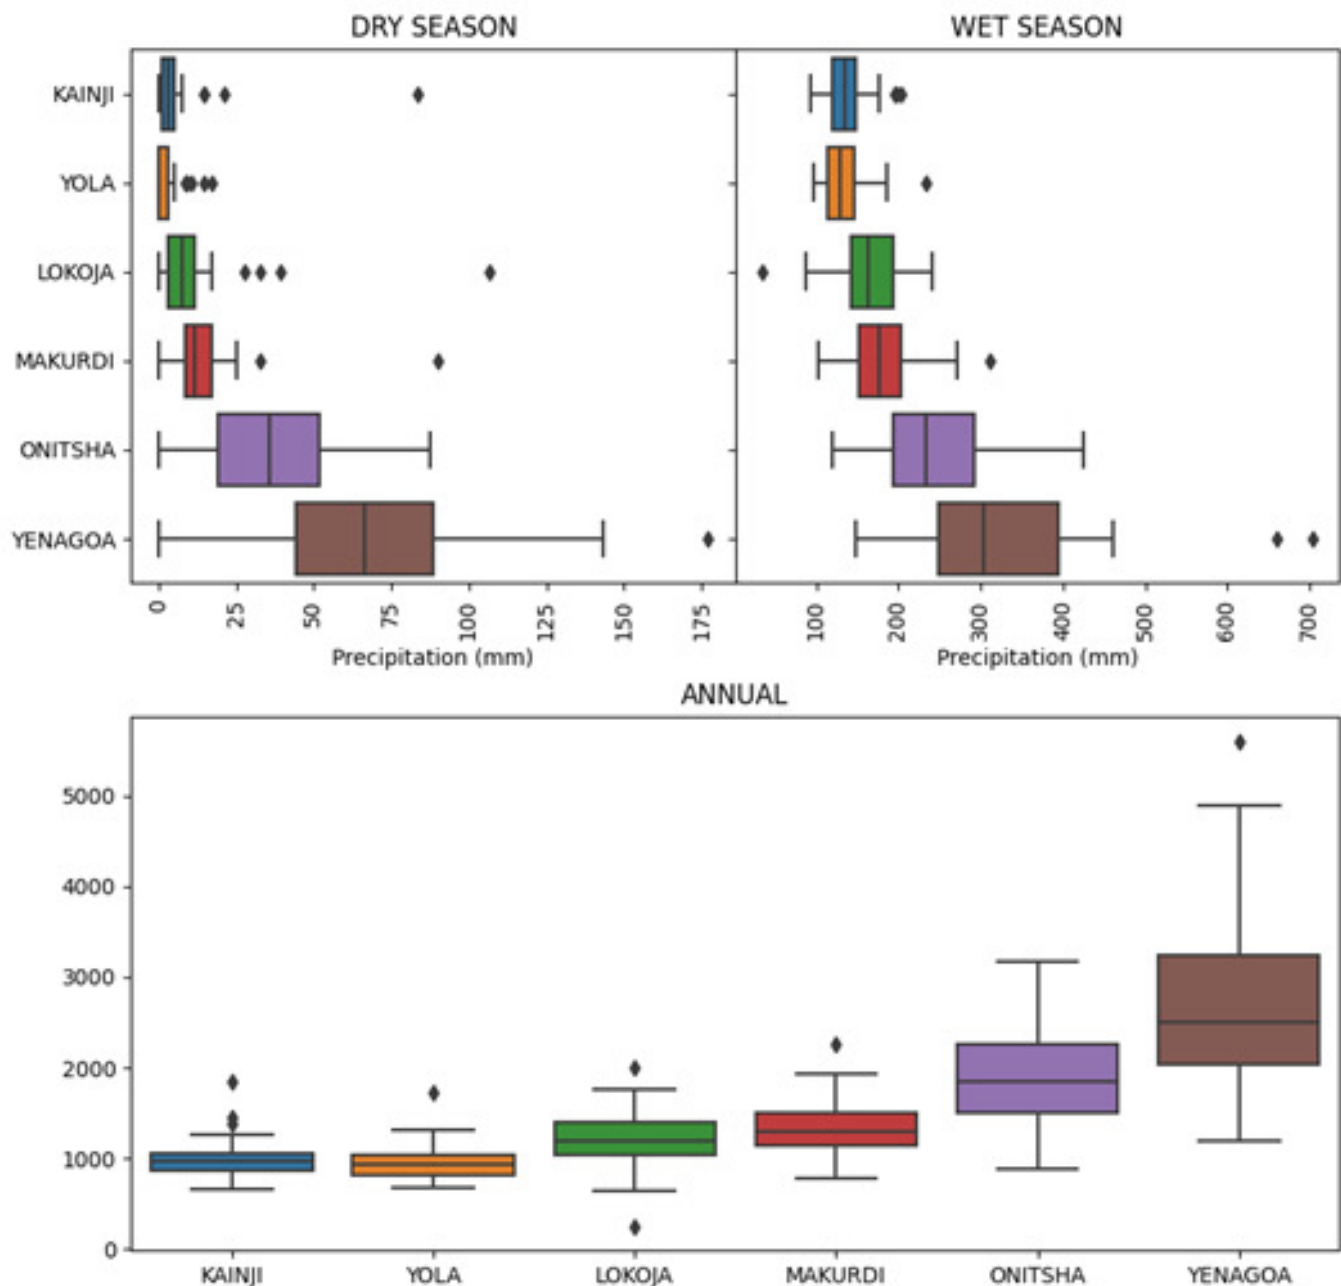 DRY SEASON
WET SEASON
KAINJI
YOLA
LOKOJA
MAKURDI
ONITSHA
YENAGOA
0 25 50 75 100 125 150 175
100 200 300 400 500 600 700
Precipitation (mm)
Precipitation (mm)
ANNUAL
5000
4000
3000
2000
1000
0
KAINJI YOLA LOKOJA MAKURDI ONITSHA YENAGOA